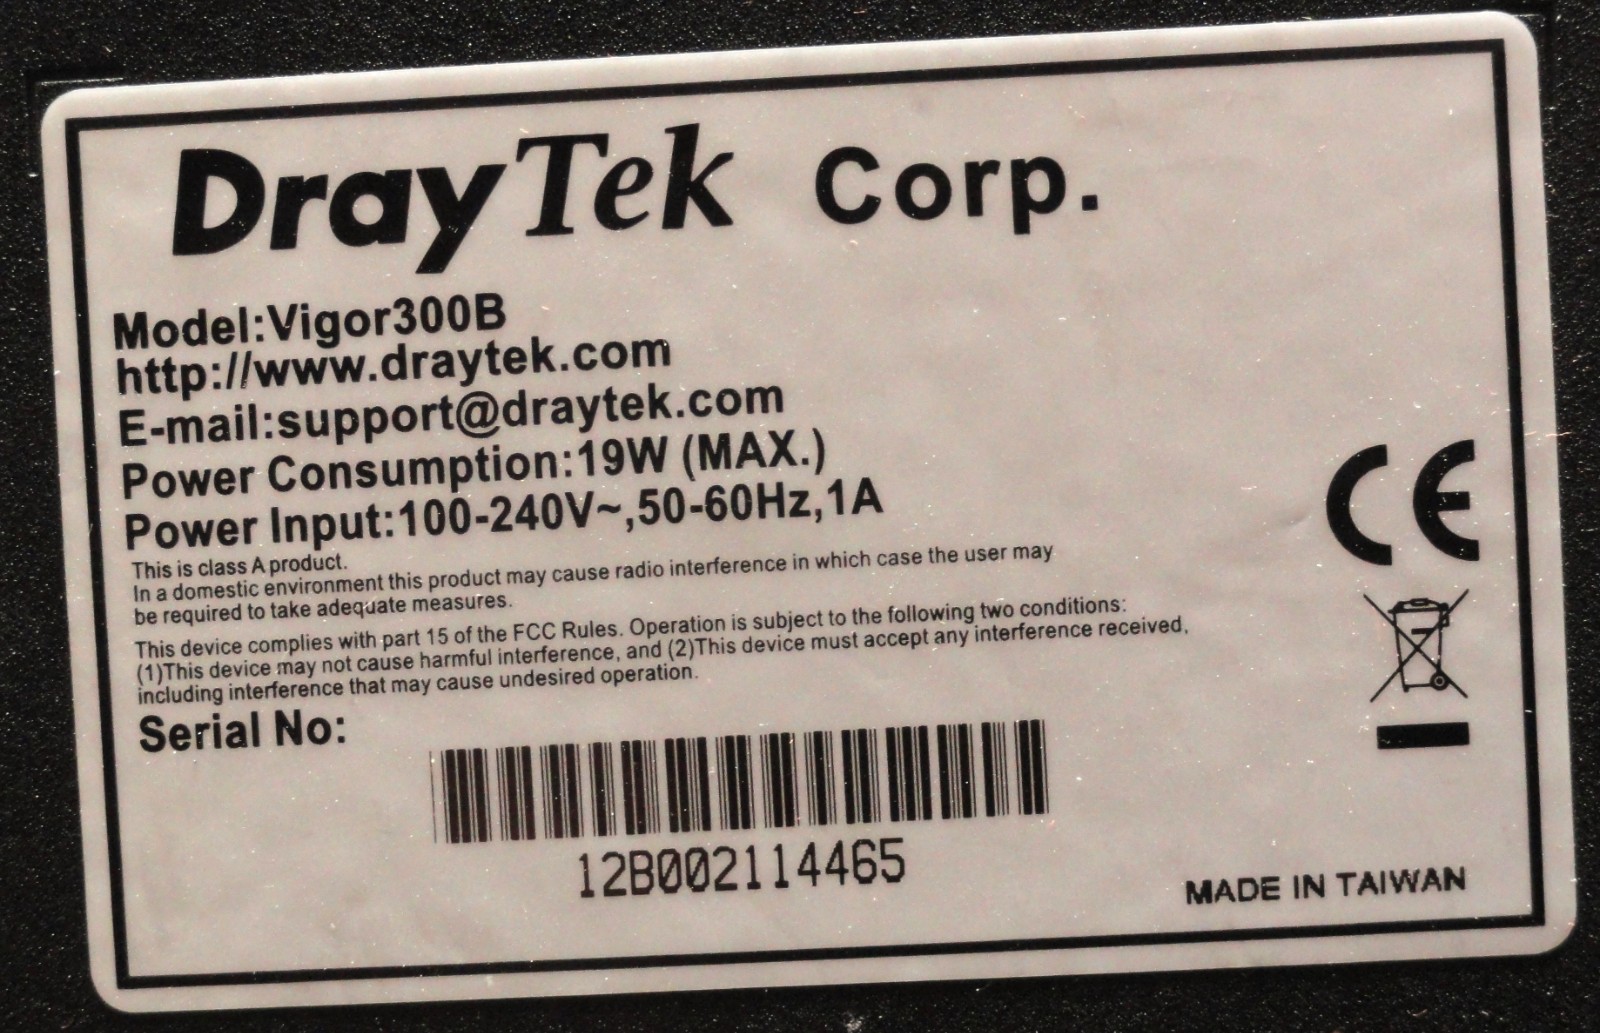 DrayTek Corp.
Model:Vigor300B
http://www.draytek.com
E-mail:support@draytek.com
Power Consumption:19W (MAX.)
Power Input:100-240V~,50-60Hz,1A
This is class A product.
In a domestic environment this product may cause radio interference in which case the user may
be required to take adequate measures.
This device complies with part 15 of the FCC Rules. Operation is subject to the following two conditions:
(1)This device may not cause harmful interference, and (2)This device must accept any interference received,
including interference that may cause undesired operation.
CE
Serial No:
12B002114465
MADE IN TAIWAN